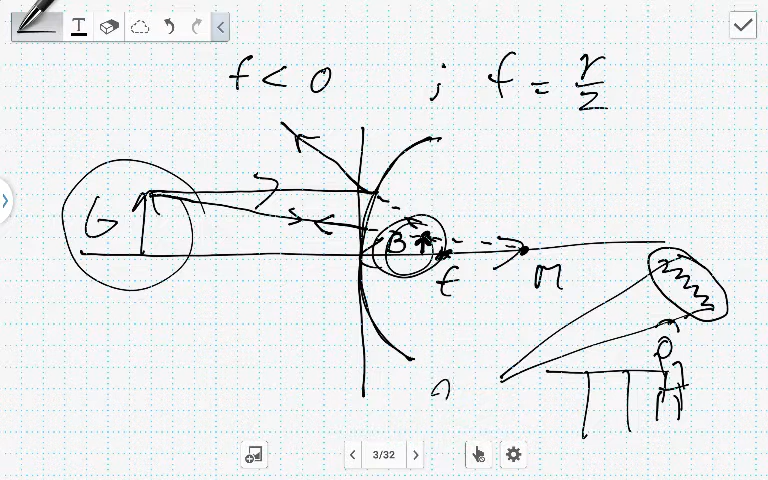 T
f < 0 ; f = r/2
G
B
f
M
3/32